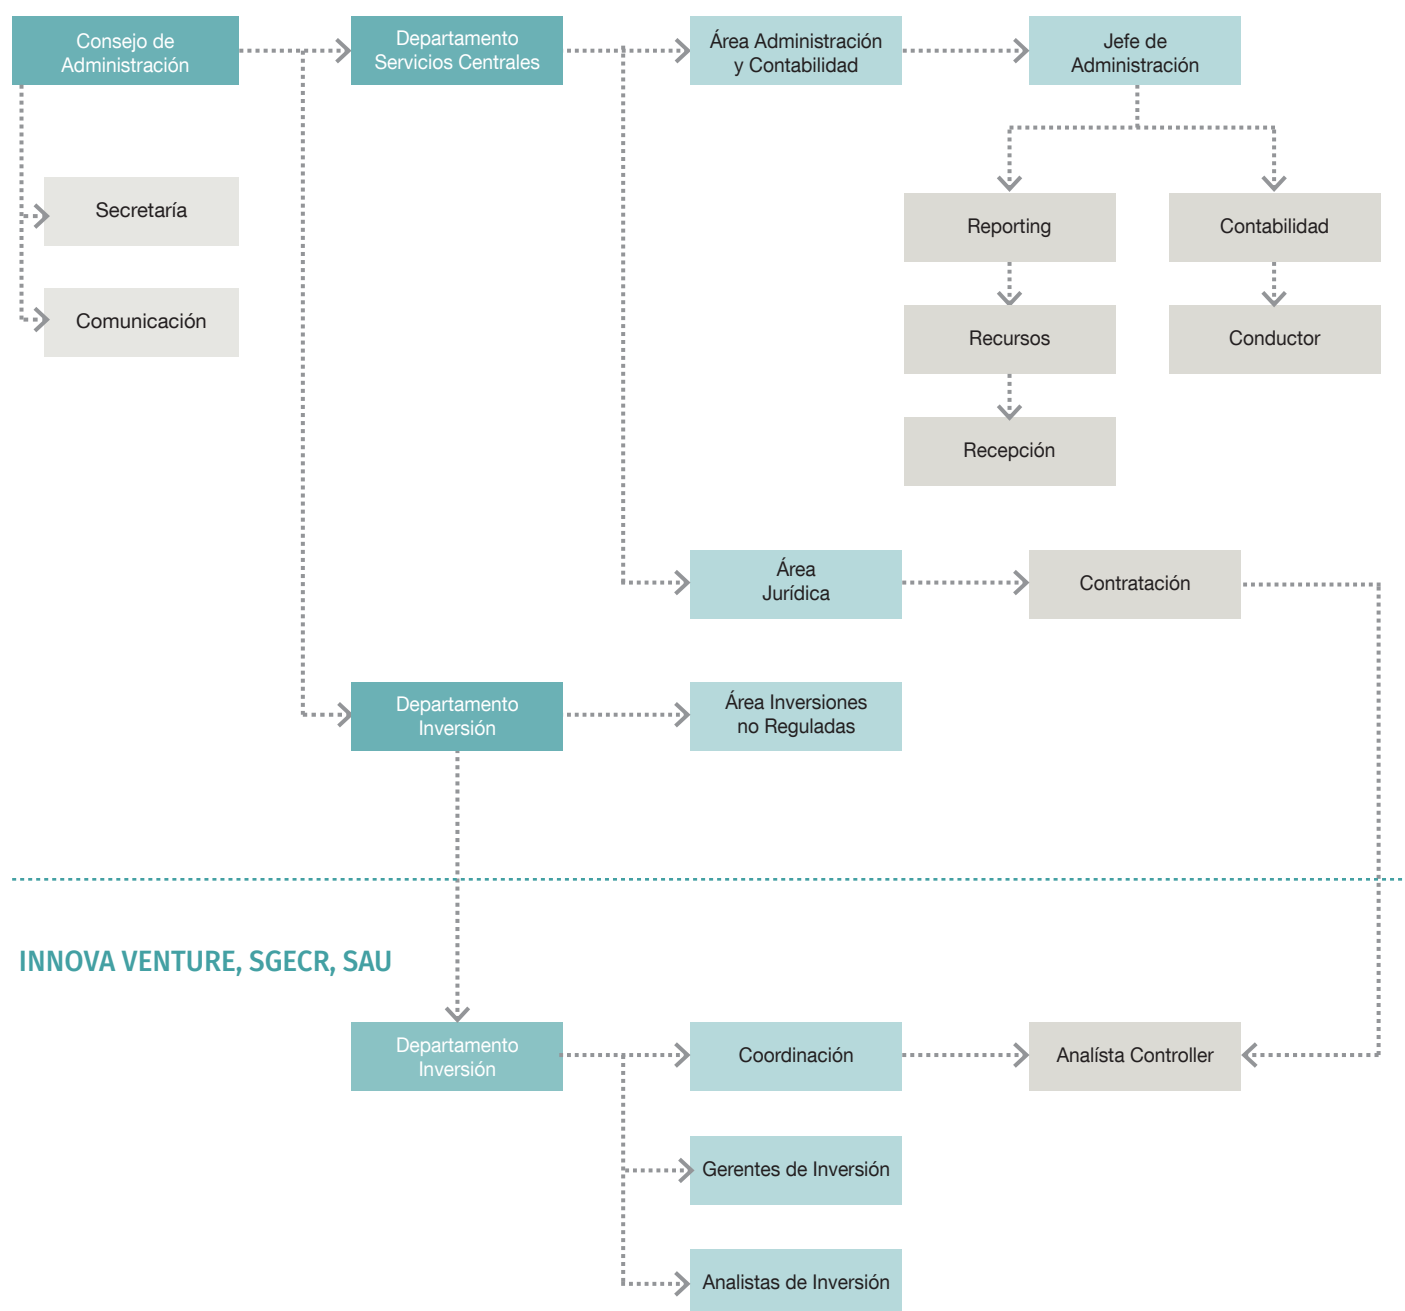 Consejo de
Administración
Departamento
Servicios Centrales
Área Administración
y Contabilidad
Jefe de
Administración
Secretaría
Reporting
Contabilidad
Comunicación
Recursos
Conductor
Recepción
Área
Jurídica
Contratación
Departamento
Inversión
Área Inversiones
no Reguladas
INNOVA VENTURE, SGECR, SAU
Departamento
Inversión
Coordinación
Analísta Controller
Gerentes de Inversión
Analistas de Inversión